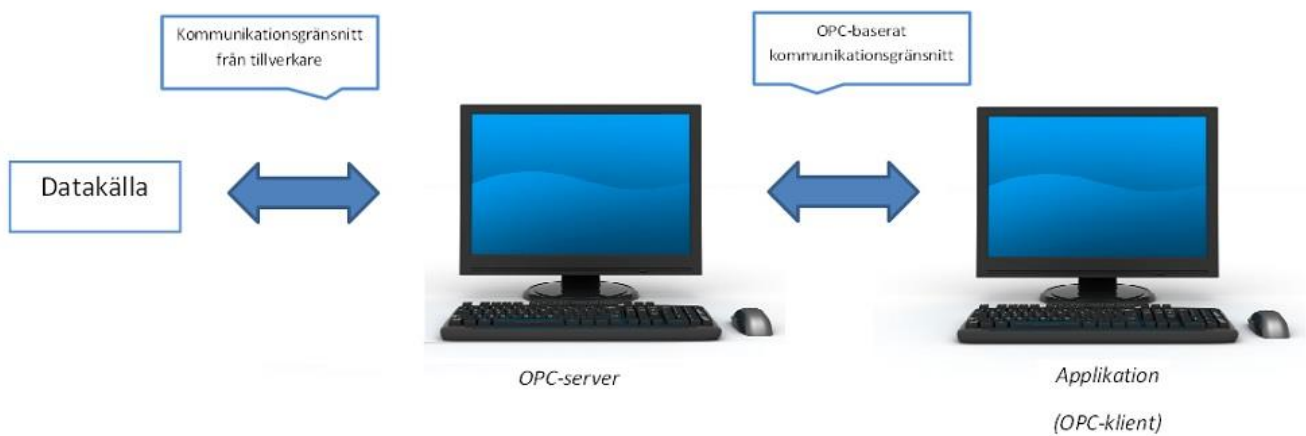 Kommunikationsgränsnitt
från tillverkare
OPC-baserat
kommunikationsgränsnitt
Datakälla
OPC-server
Applikation
(OPC-klient)